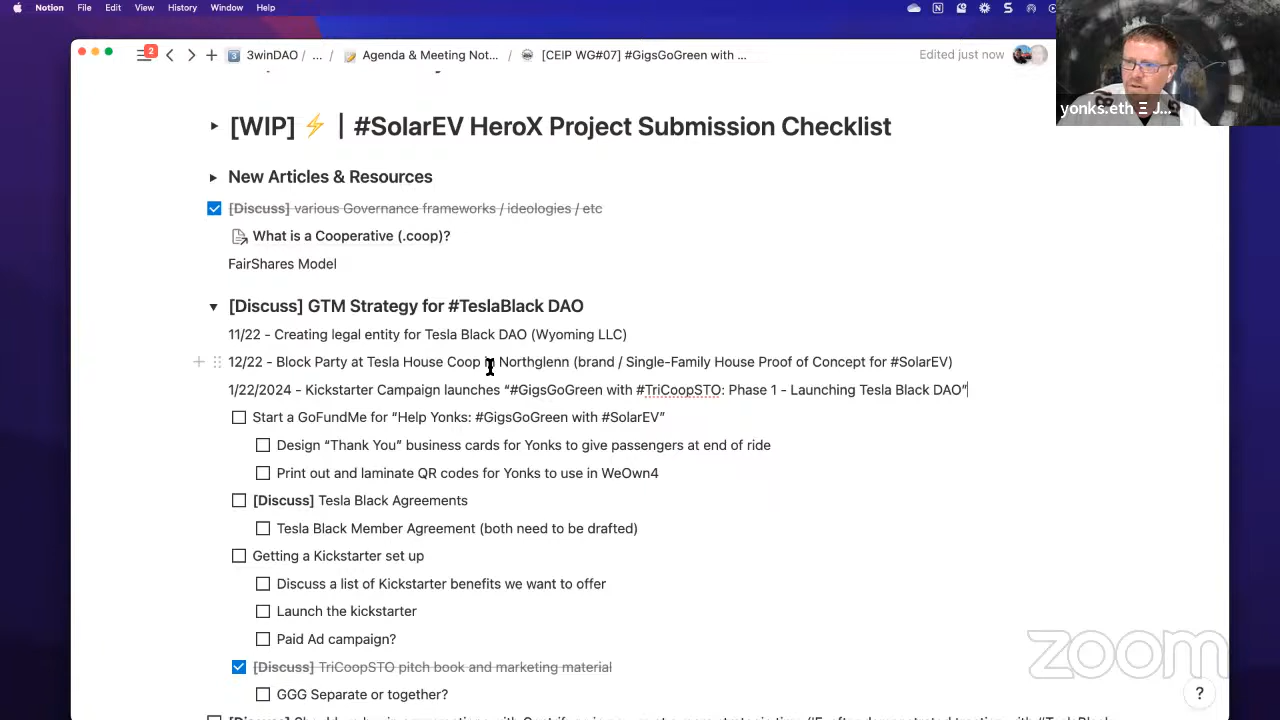 Notion File Edit View History Window Help
2 3winDAO / ... / Agenda & Meeting Not... / [CEIP WG#07] #GigsGoGreen with ... Edited just now
yonks.eth Ξ J...
[WIP] ⚡ | #SolarEV HeroX Project Submission Checklist
New Articles & Resources
[Discuss] various Governance frameworks / ideologies / etc
What is a Cooperative (.coop)?
FairShares Model
[Discuss] GTM Strategy for #TeslaBlack DAO
11/22 - Creating legal entity for Tesla Black DAO (Wyoming LLC)
12/22 - Block Party at Tesla House Coop in Northglenn (brand / Single-Family House Proof of Concept for #SolarEV)
1/22/2024 - Kickstarter Campaign launches “#GigsGoGreen with #TriCoopSTO: Phase 1 - Launching Tesla Black DAO”
Start a GoFundMe for “Help Yonks: #GigsGoGreen with #SolarEV”
Design “Thank You” business cards for Yonks to give passengers at end of ride
Print out and laminate QR codes for Yonks to use in WeOwn4
[Discuss] Tesla Black Agreements
Tesla Black Member Agreement (both need to be drafted)
Getting a Kickstarter set up
Discuss a list of Kickstarter benefits we want to offer
Launch the kickstarter
Paid Ad campaign?
[Discuss] TriCoopSTO pitch book and marketing material
GGG Separate or together?
zoom
?